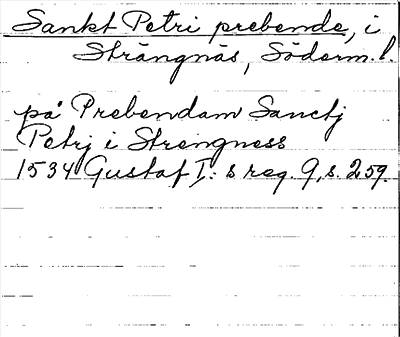 Sankt Petri prebende, i
Strängnäs, Söderm. l.
på Prebendam Sanctj
Petrj i Strengness
1534 Gustaf I: s reg. 9, s. 259.